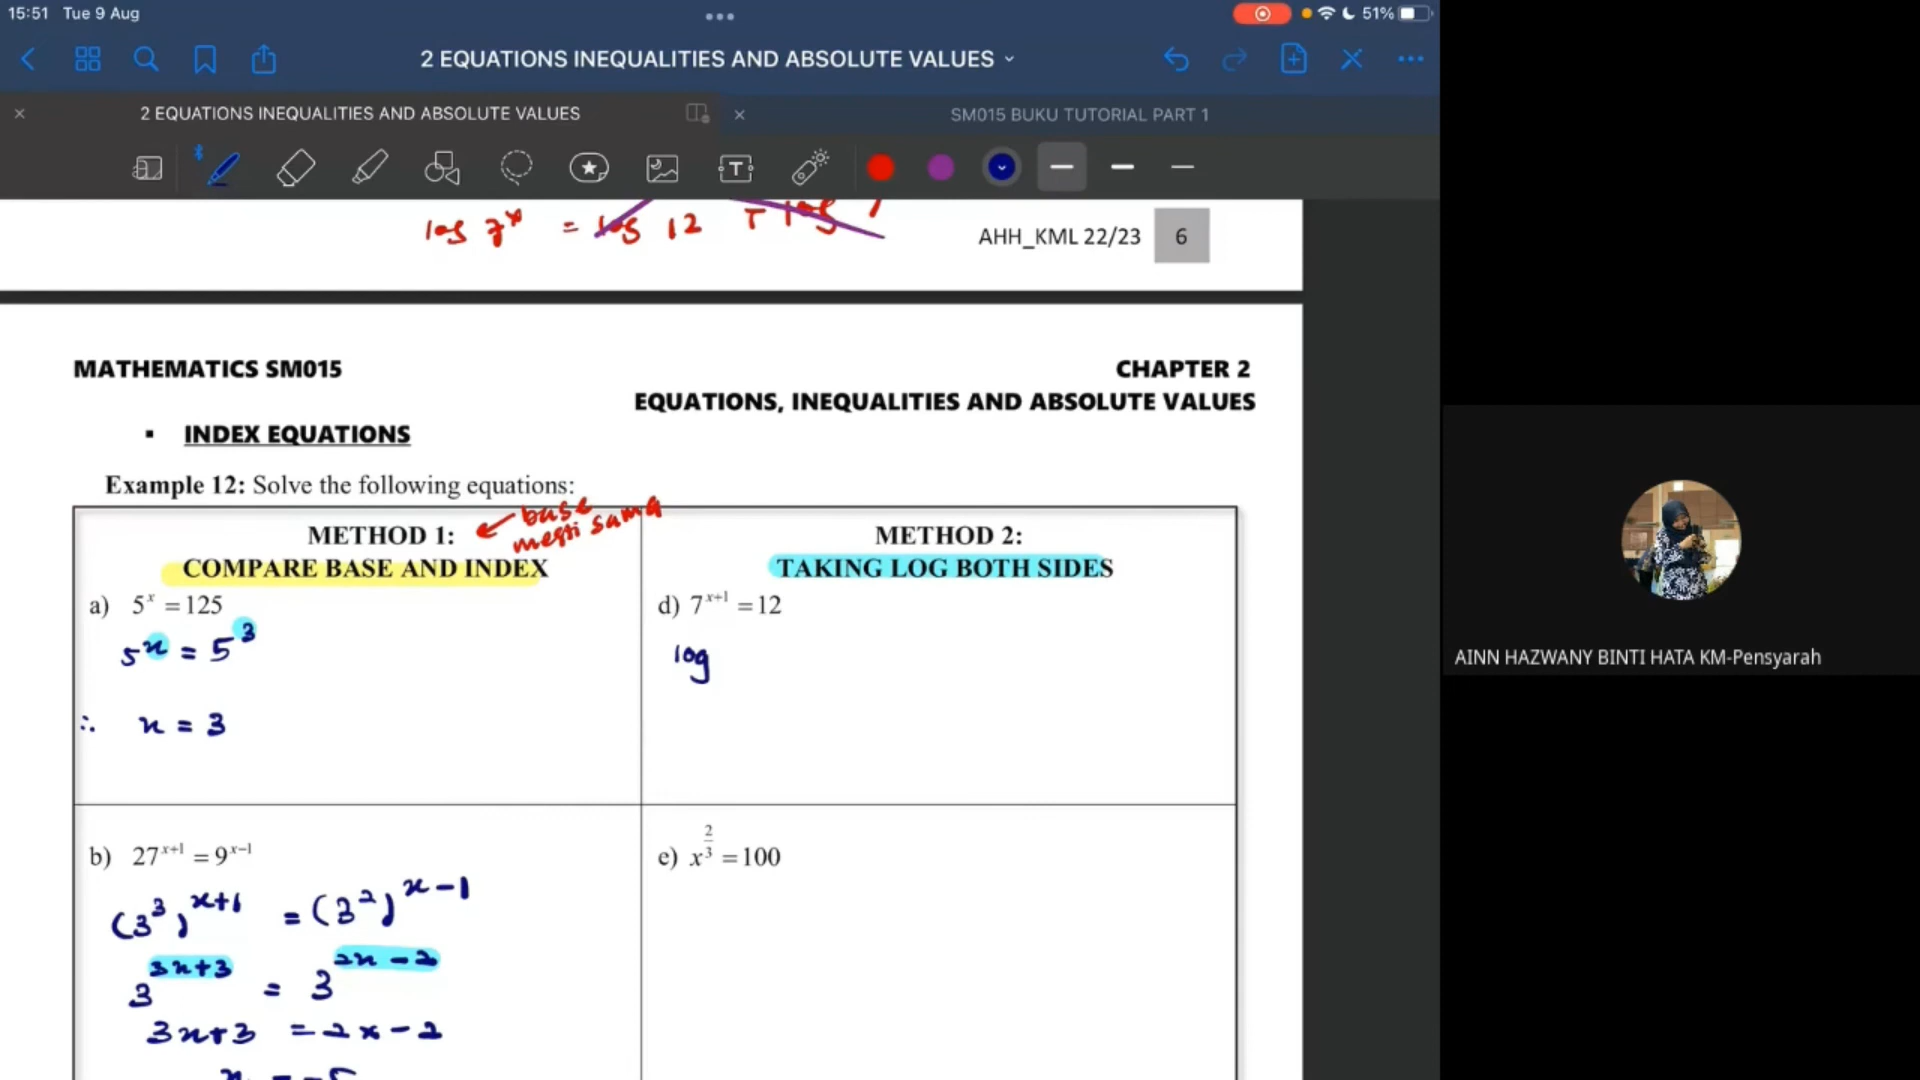 15:51 Tue 9 Aug
51%
2 EQUATIONS INEQUALITIES AND ABSOLUTE VALUES
2 EQUATIONS INEQUALITIES AND ABSOLUTE VALUES
SM015 BUKU TUTORIAL PART 1
log 7ˣ = log 12
AHH_KML 22/23 6
MATHEMATICS SM015
CHAPTER 2
EQUATIONS, INEQUALITIES AND ABSOLUTE VALUES
▪ INDEX EQUATIONS
Example 12: Solve the following equations:
METHOD 1:
base
mesti sama
COMPARE BASE AND INDEX
a) 5ˣ = 125
5ˣ = 5³
∴ x = 3
METHOD 2:
TAKING LOG BOTH SIDES
d) 7ˣ⁺¹ = 12
log
b) 27ˣ⁺¹ = 9ˣ⁻¹
(3³)ˣ⁺¹ = (3²)ˣ⁻¹
3³ˣ⁺³ = 3²ˣ⁻²
3x+3 = 2x-2
x = -5
e) x^(2/3) = 100
AINN HAZWANY BINTI HATA KM-Pensyarah